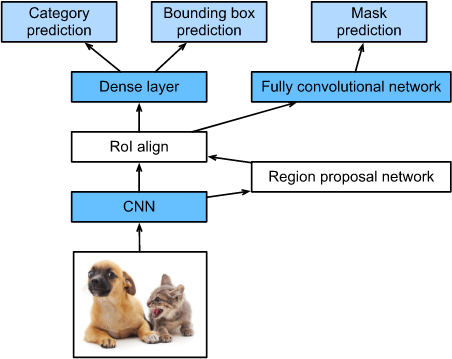 Category
prediction
Bounding box
prediction
Mask
prediction
Dense layer
Fully convolutional network
RoI align
Region proposal network
CNN